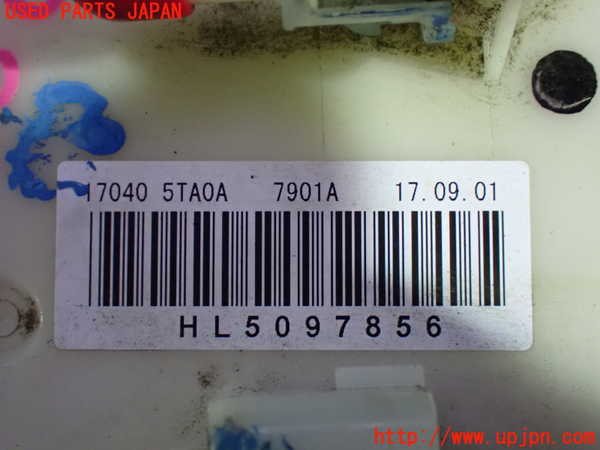 USED PARTS JAPAN
17040 5TA0A 7901A 17.09.01
HL5097856
http://www.upjpn.com/